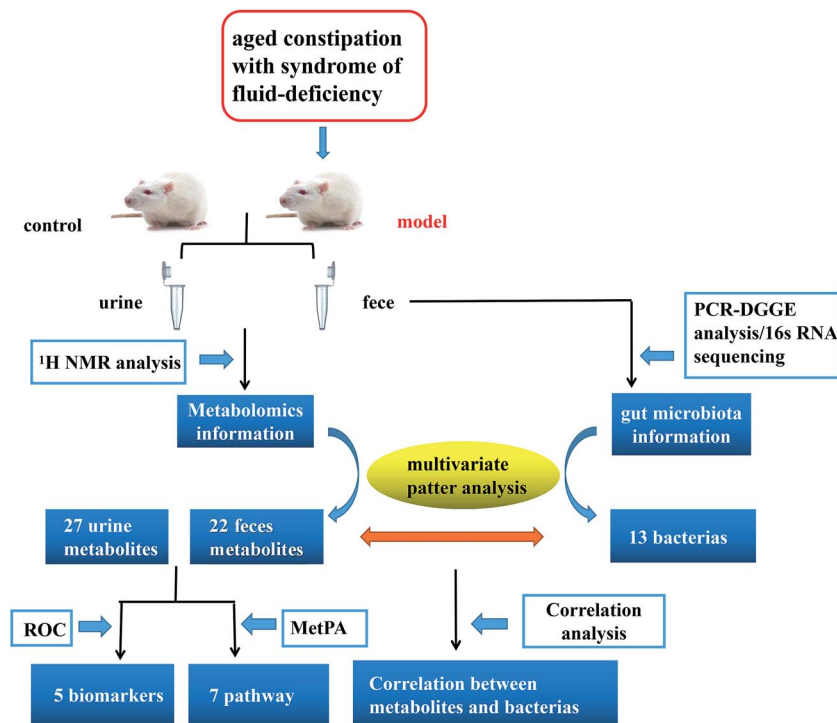 aged constipation
with syndrome of
fluid-deficiency
control
model
urine
fece
PCR-DGGE
analysis/16s RNA
sequencing
¹H NMR analysis
Metabolomics
information
gut microbiota
information
multivariate
patter analysis
27 urine
metabolites
22 feces
metabolites
13 bacterias
ROC
MetPA
Correlation
analysis
5 biomarkers
7 pathway
Correlation between
metabolites and bacterias